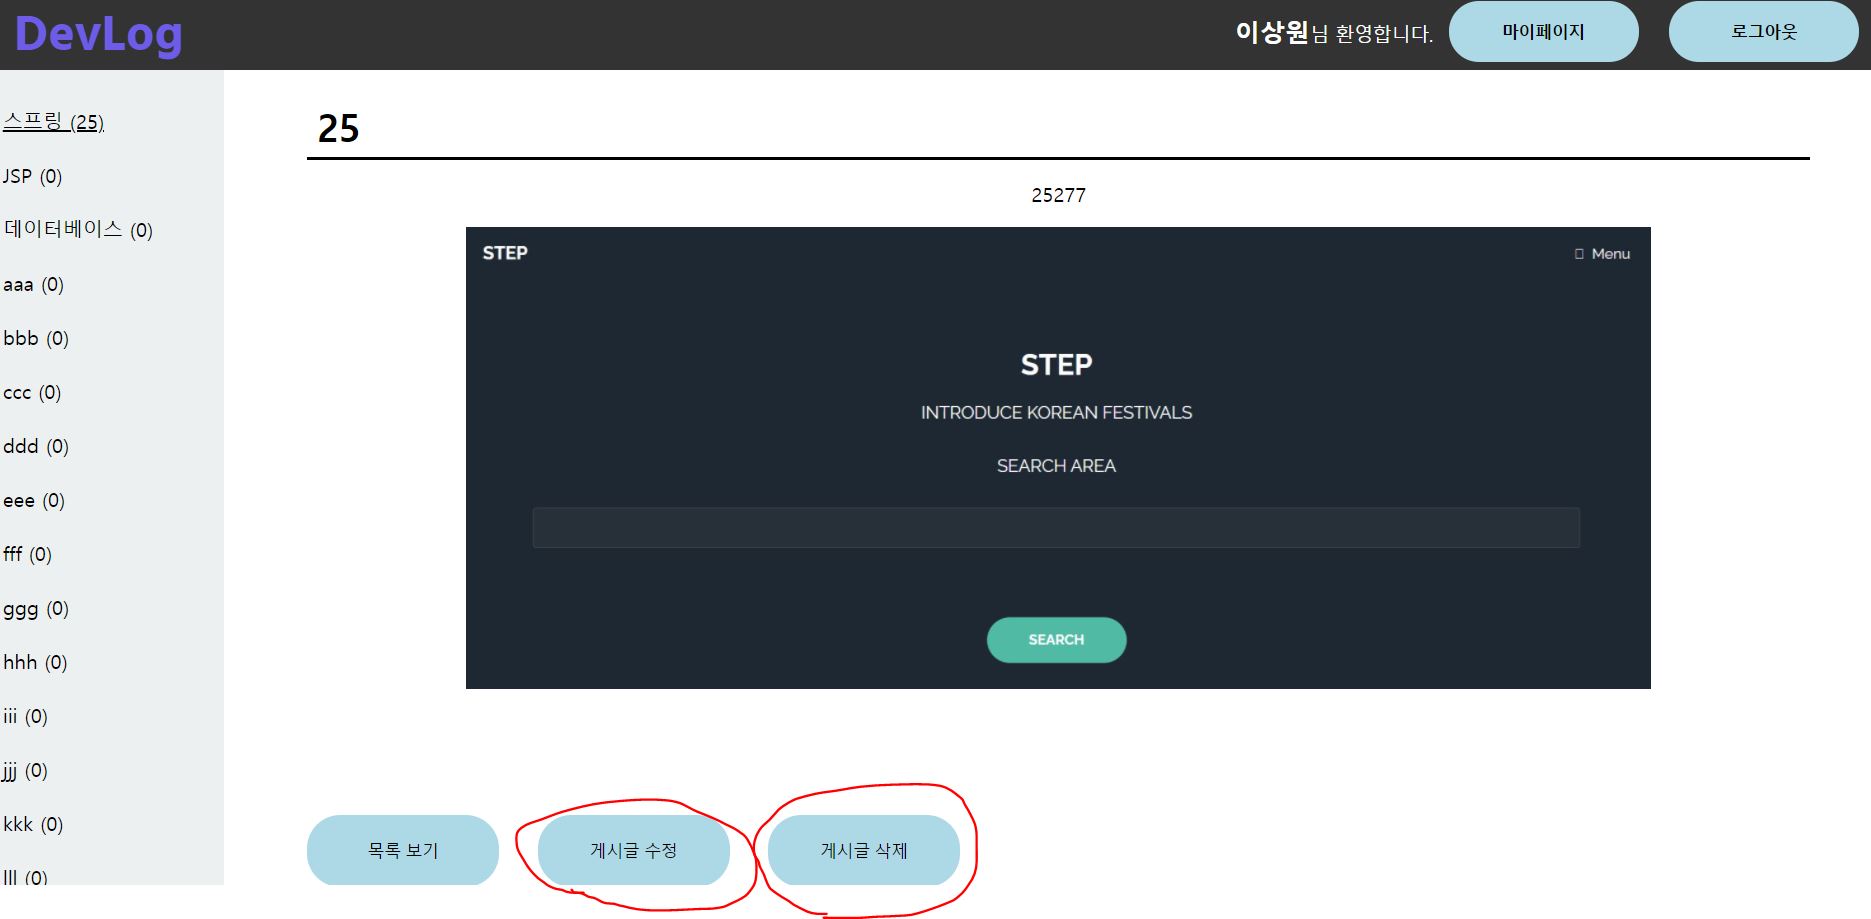 DevLog
이상원님 환영합니다.
마이페이지
로그아웃
스프링 (25)
JSP (0)
데이터베이스 (0)
aaa (0)
bbb (0)
ccc (0)
ddd (0)
eee (0)
fff (0)
ggg (0)
hhh (0)
iii (0)
jjj (0)
kkk (0)
lll (0)
25
25277
STEP
Menu
STEP
INTRODUCE KOREAN FESTIVALS
SEARCH AREA
SEARCH
목록 보기
게시글 수정
게시글 삭제